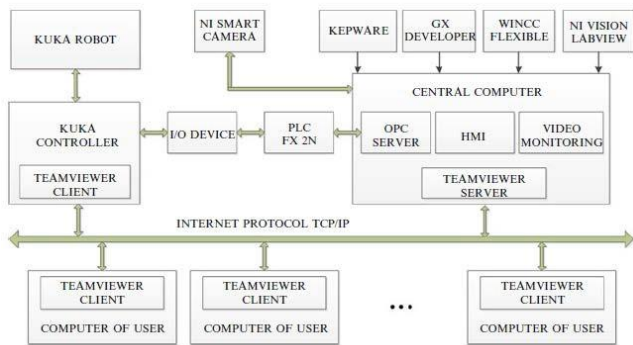 KUKA ROBOT
NI SMART
CAMERA
KEPWARE
GX
DEVELOPER
WINCC
FLEXIBLE
NI VISION
LABVIEW
CENTRAL COMPUTER
KUKA
CONTROLLER
TEAMVIEWER
CLIENT
I/O DEVICE
PLC
FX 2N
OPC
SERVER
HMI
VIDEO
MONITORING
TEAMVIEWER
SERVER
INTERNET PROTOCOL TCP/IP
TEAMVIEWER
CLIENT
COMPUTER OF USER
TEAMVIEWER
CLIENT
COMPUTER OF USER
...
TEAMVIEWER
CLIENT
COMPUTER OF USER